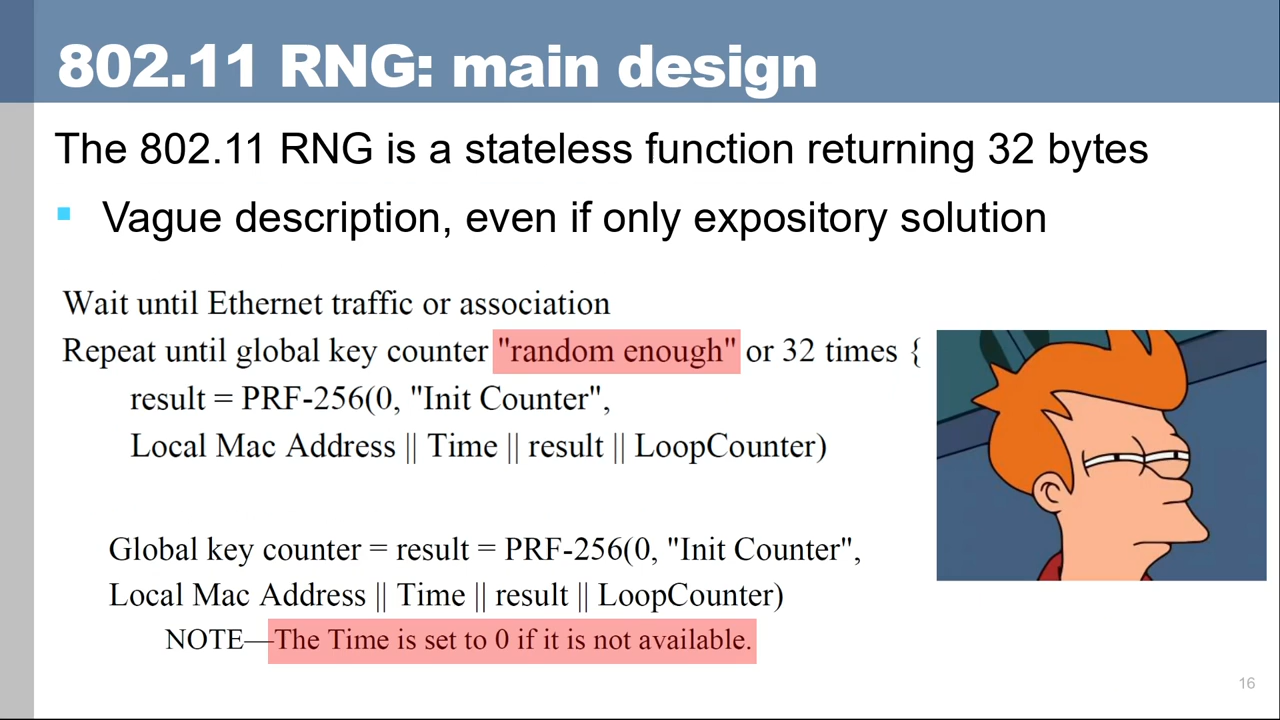 802.11 RNG: main design
The 802.11 RNG is a stateless function returning 32 bytes
Vague description, even if only expository solution
Wait until Ethernet traffic or association
Repeat until global key counter "random enough" or 32 times {
result = PRF-256(0, "Init Counter",
Local Mac Address || Time || result || LoopCounter)
Global key counter = result = PRF-256(0, "Init Counter",
Local Mac Address || Time || result || LoopCounter)
NOTE—The Time is set to 0 if it is not available.
16